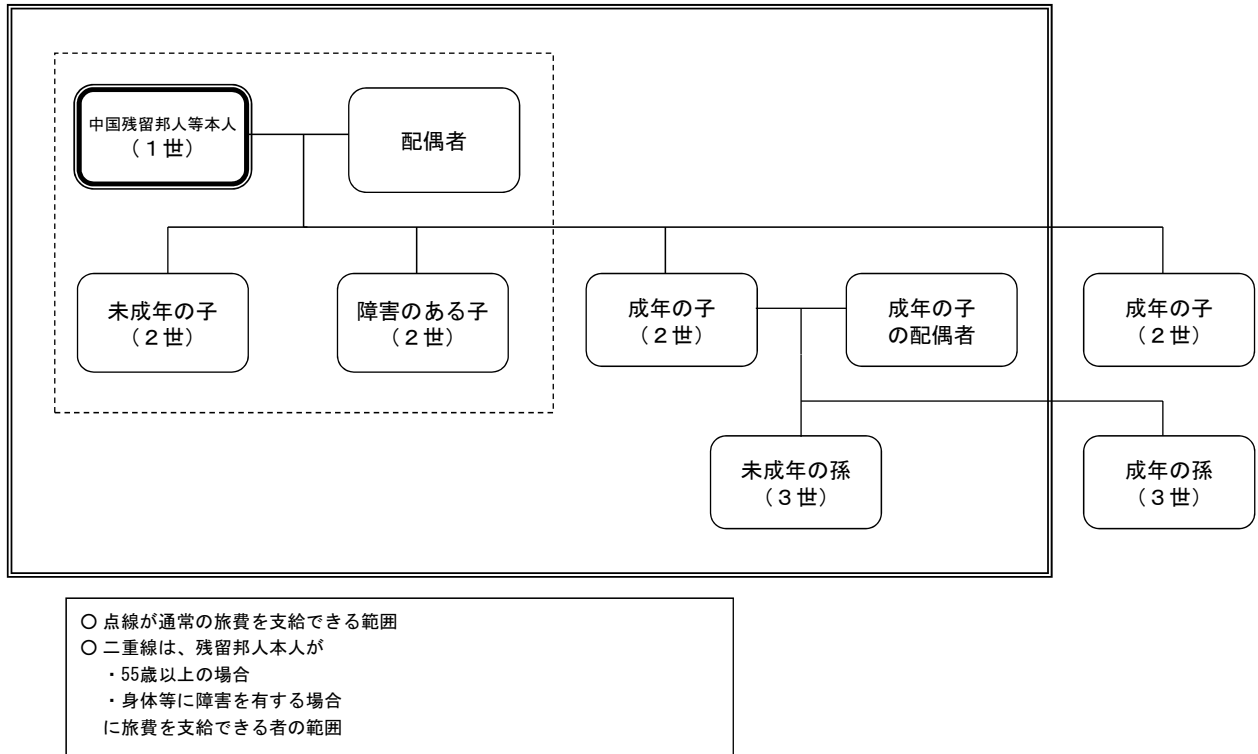 中国残留邦人等本人
（１世）
配偶者
未成年の子
（２世）
障害のある子
（２世）
成年の子
（２世）
成年の子
の配偶者
成年の子
（２世）
未成年の孫
（３世）
成年の孫
（３世）
○ 点線が通常の旅費を支給できる範囲
○ 二重線は、残留邦人本人が
・55歳以上の場合
・身体等に障害を有する場合
に旅費を支給できる者の範囲